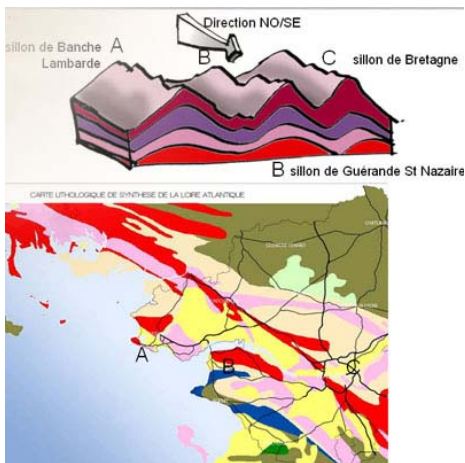 Direction NO/SE
sillon de Banche
Lambarde
A
B
C
sillon de Bretagne
B sillon de Guérande St Nazaire
CARTE LITHOLOGIQUE DE SYNTHESE DE LA LOIRE ATLANTIQUE
A
B
C